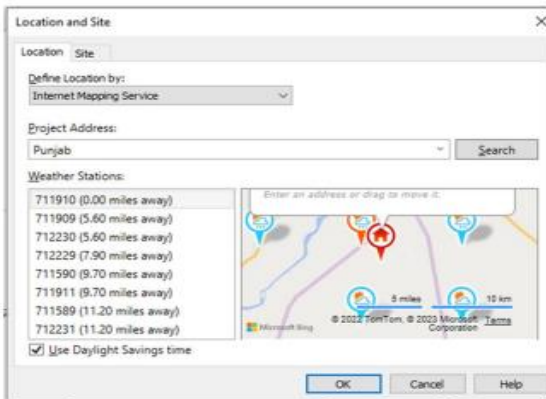 Location and Site
Location Site
Define Location by:
Internet Mapping Service
Project Address:
Punjab
Search
Weather Stations:
711910 (0.00 miles away)
711909 (5.60 miles away)
712230 (5.60 miles away)
712229 (7.90 miles away)
711590 (9.70 miles away)
711911 (9.70 miles away)
711589 (11.20 miles away)
712231 (11.20 miles away)
Enter an address or drag to move it.
5 miles 10 km
Microsoft Bing
© 2022 TomTom, © 2023 Microsoft Corporation Terms
Use Daylight Savings time
OK Cancel Help